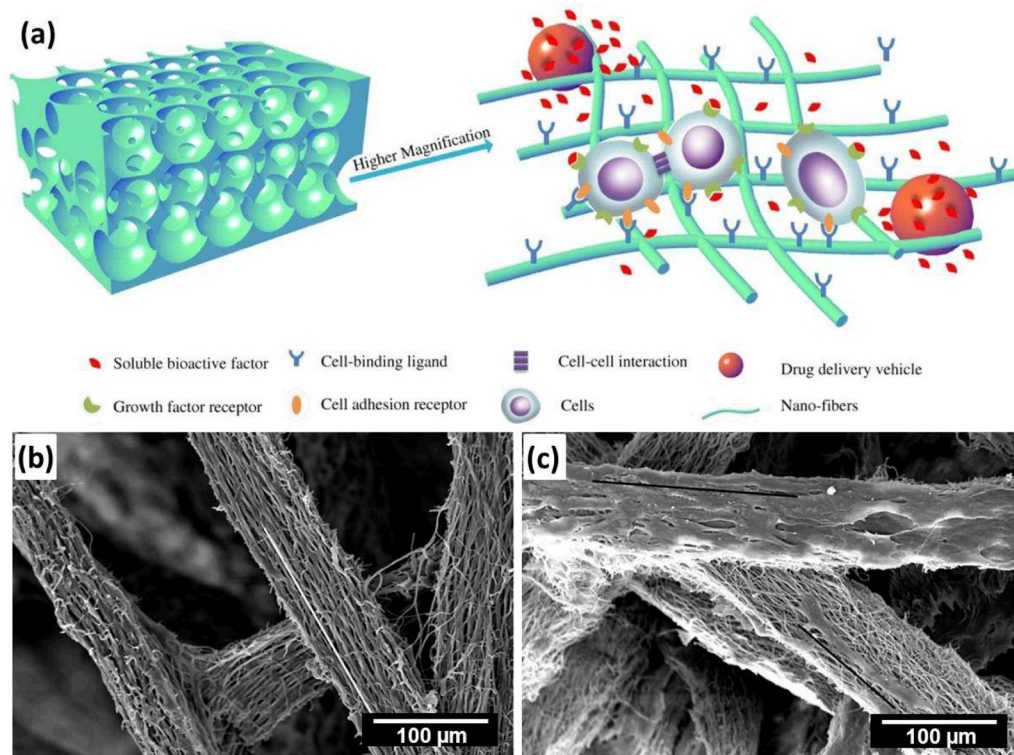 (a)
Higher Magnification
Soluble bioactive factor
Cell-binding ligand
Cell-cell interaction
Drug delivery vehicle
Growth factor receptor
Cell adhesion receptor
Cells
Nano-fibers
(b)
(c)
100 µm
100 µm